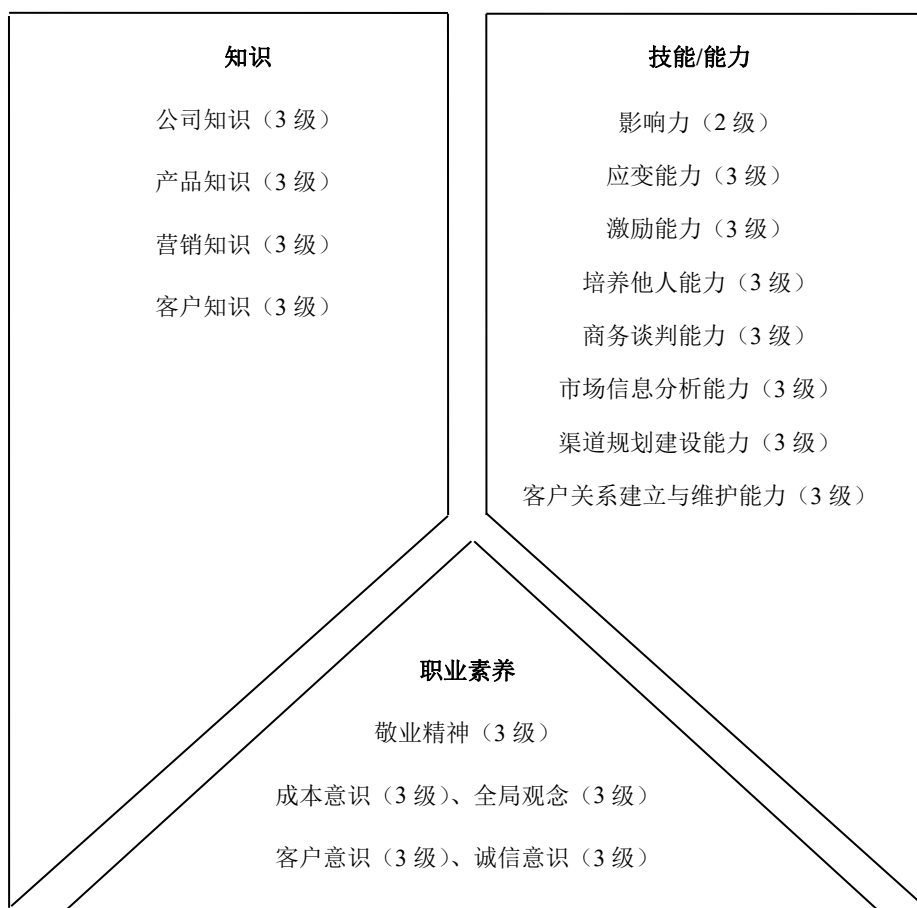 知识
公司知识（3 级）
产品知识（3 级）
营销知识（3 级）
客户知识（3 级）
技能/能力
影响力（2 级）
应变能力（3 级）
激励能力（3 级）
培养他人能力（3 级）
商务谈判能力（3 级）
市场信息分析能力（3 级）
渠道规划建设能力（3 级）
客户关系建立与维护能力（3 级）
职业素养
敬业精神（3 级）
成本意识（3 级）、全局观念（3 级）
客户意识（3 级）、诚信意识（3 级）